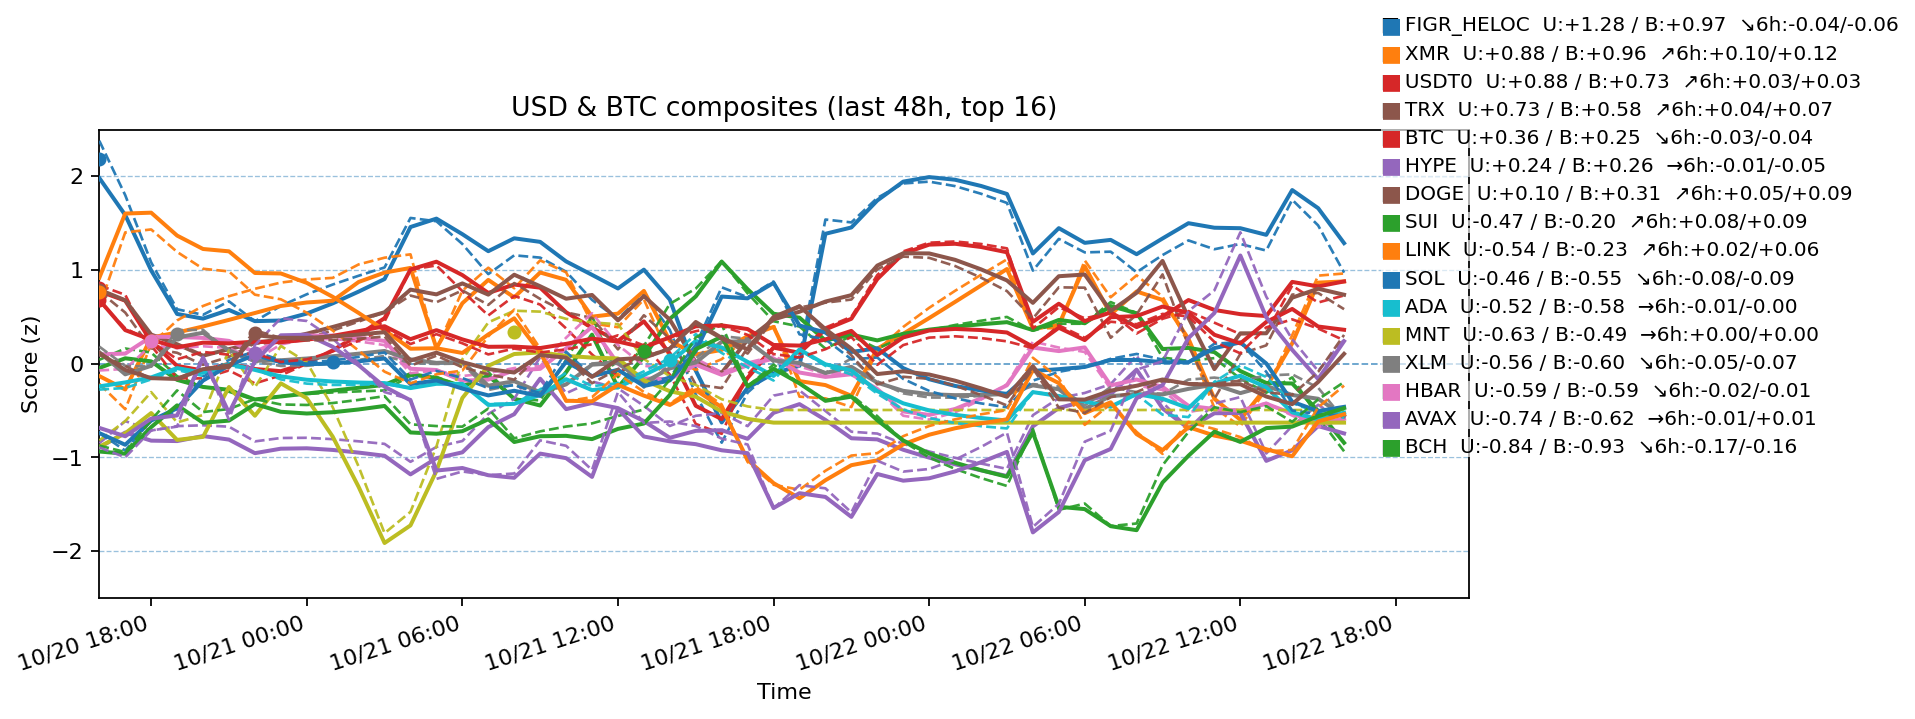 FIGR_HELOC U:+1.28 / B:+0.97 ↘6h:-0.04/-0.06
XMR U:+0.88 / B:+0.96 ↗6h:+0.10/+0.12
USDT0 U:+0.88 / B:+0.73 ↗6h:+0.03/+0.03
TRX U:+0.73 / B:+0.58 ↗6h:+0.04/+0.07
BTC U:+0.36 / B:+0.25 ↘6h:-0.03/-0.04
HYPE U:+0.24 / B:+0.26 →6h:-0.01/-0.05
DOGE U:+0.10 / B:+0.31 ↗6h:+0.05/+0.09
SUI U:-0.47 / B:-0.20 ↗6h:+0.08/+0.09
LINK U:-0.54 / B:-0.23 ↗6h:+0.02/+0.06
SOL U:-0.46 / B:-0.55 ↘6h:-0.08/-0.09
ADA U:-0.52 / B:-0.58 →6h:-0.01/-0.00
MNT U:-0.63 / B:-0.49 →6h:+0.00/+0.00
XLM U:-0.56 / B:-0.60 ↘6h:-0.05/-0.07
HBAR U:-0.59 / B:-0.59 ↘6h:-0.02/-0.01
AVAX U:-0.74 / B:-0.62 →6h:-0.01/+0.01
BCH U:-0.84 / B:-0.93 ↘6h:-0.17/-0.16
USD & BTC composites (last 48h, top 16)
Score (z)
2
1
0
−1
−2
10/20 18:00
10/21 00:00
10/21 06:00
10/21 12:00
10/21 18:00
10/22 00:00
10/22 06:00
10/22 12:00
10/22 18:00
Time